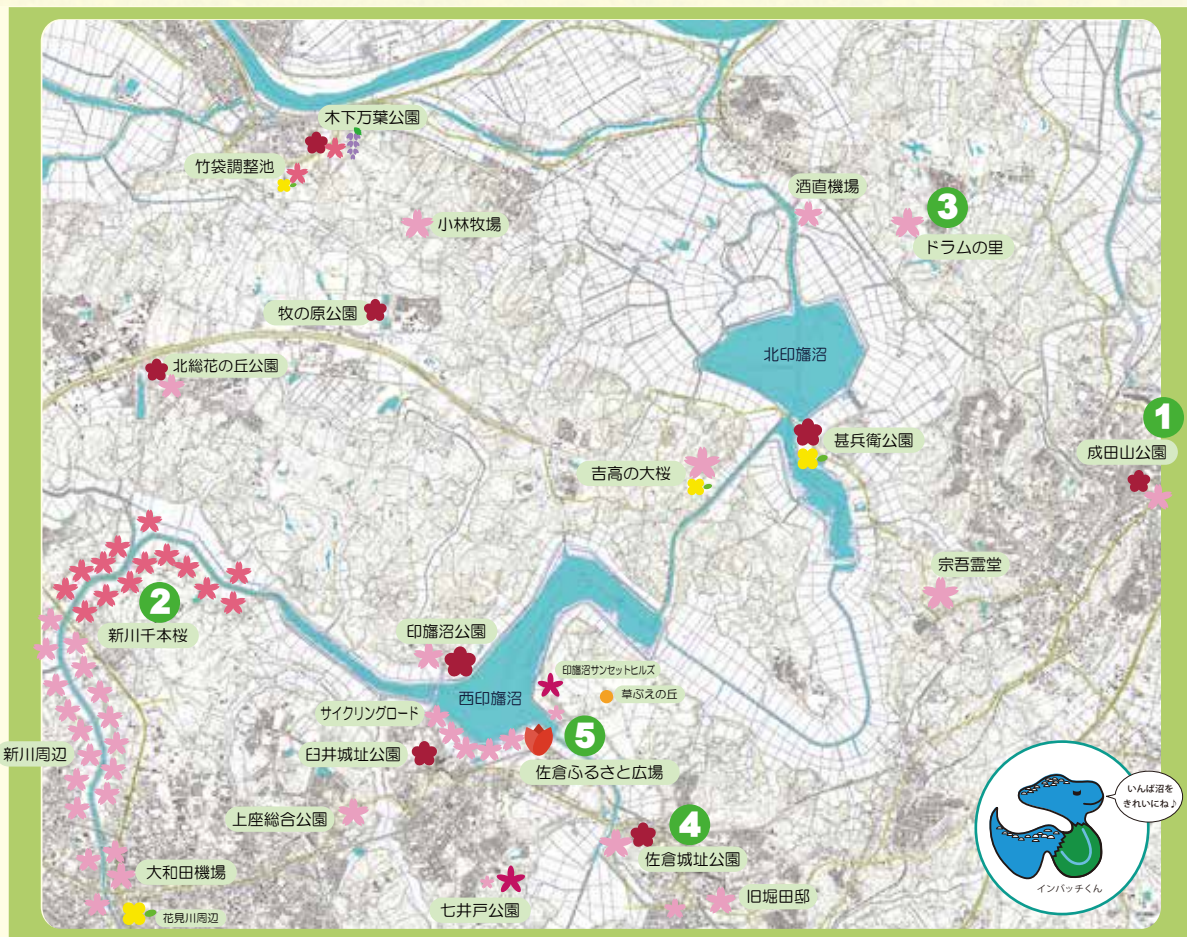 木下万葉公園
竹袋調整池
小林牧場
酒直機場
3
ドラムの里
牧の原公園
北総花の丘公園
北印旛沼
1
成田山公園
甚兵衛公園
吉高の大桜
宗吾霊堂
2
新川千本桜
印旛沼公園
印旛沼サンセットヒルズ
草ぶえの丘
西印旛沼
サイクリングロード
5
佐倉ふるさと広場
臼井城址公園
新川周辺
上座総合公園
4
佐倉城址公園
大和田機場
花見川周辺
七井戸公園
旧堀田邸
いんば沼を
きれいにね♪
インバッチくん